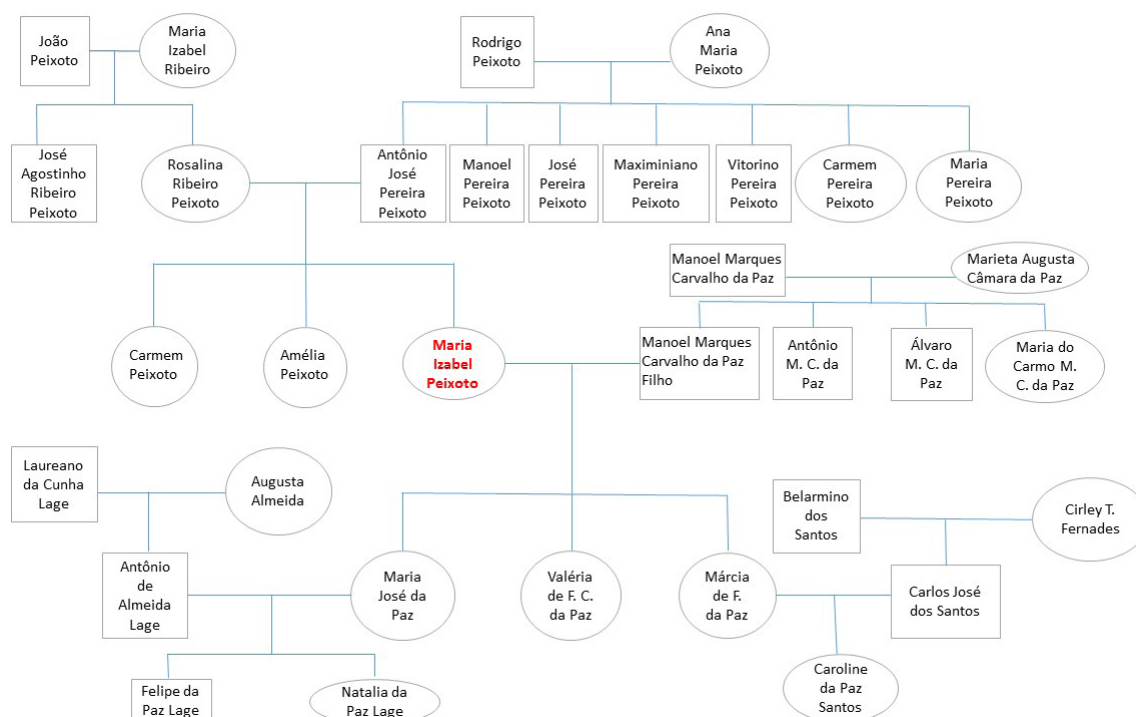 João
Peixoto
Maria
Izabel
Ribeiro
Rodrigo
Peixoto
Ana
Maria
Peixoto
José
Agostinho
Ribeiro
Peixoto
Rosalina
Ribeiro
Peixoto
Antônio
José
Pereira
Peixoto
Manoel
Pereira
Peixoto
José
Pereira
Peixoto
Maximiniano
Pereira
Peixoto
Vitorino
Pereira
Peixoto
Carmem
Pereira
Peixoto
Maria
Pereira
Peixoto
Manoel Marques
Carvalho da Paz
Marieta Augusta
Câmara da Paz
Carmem
Peixoto
Amélia
Peixoto
Maria
Izabel
Peixoto
Manoel Marques
Carvalho da Paz
Filho
Antônio
M. C. da
Paz
Álvaro
M. C. da
Paz
Maria do
Carmo M.
C. da Paz
Laureano
da Cunha
Lage
Augusta
Almeida
Belarmino
dos
Santos
Cirley T.
Fernades
Antônio
de
Almeida
Lage
Maria
José da
Paz
Valéria
de F. C.
da Paz
Márcia
de F.
da Paz
Carlos José
dos Santos
Felipe da
Paz Lage
Natalia da
Paz Lage
Caroline
da Paz
Santos